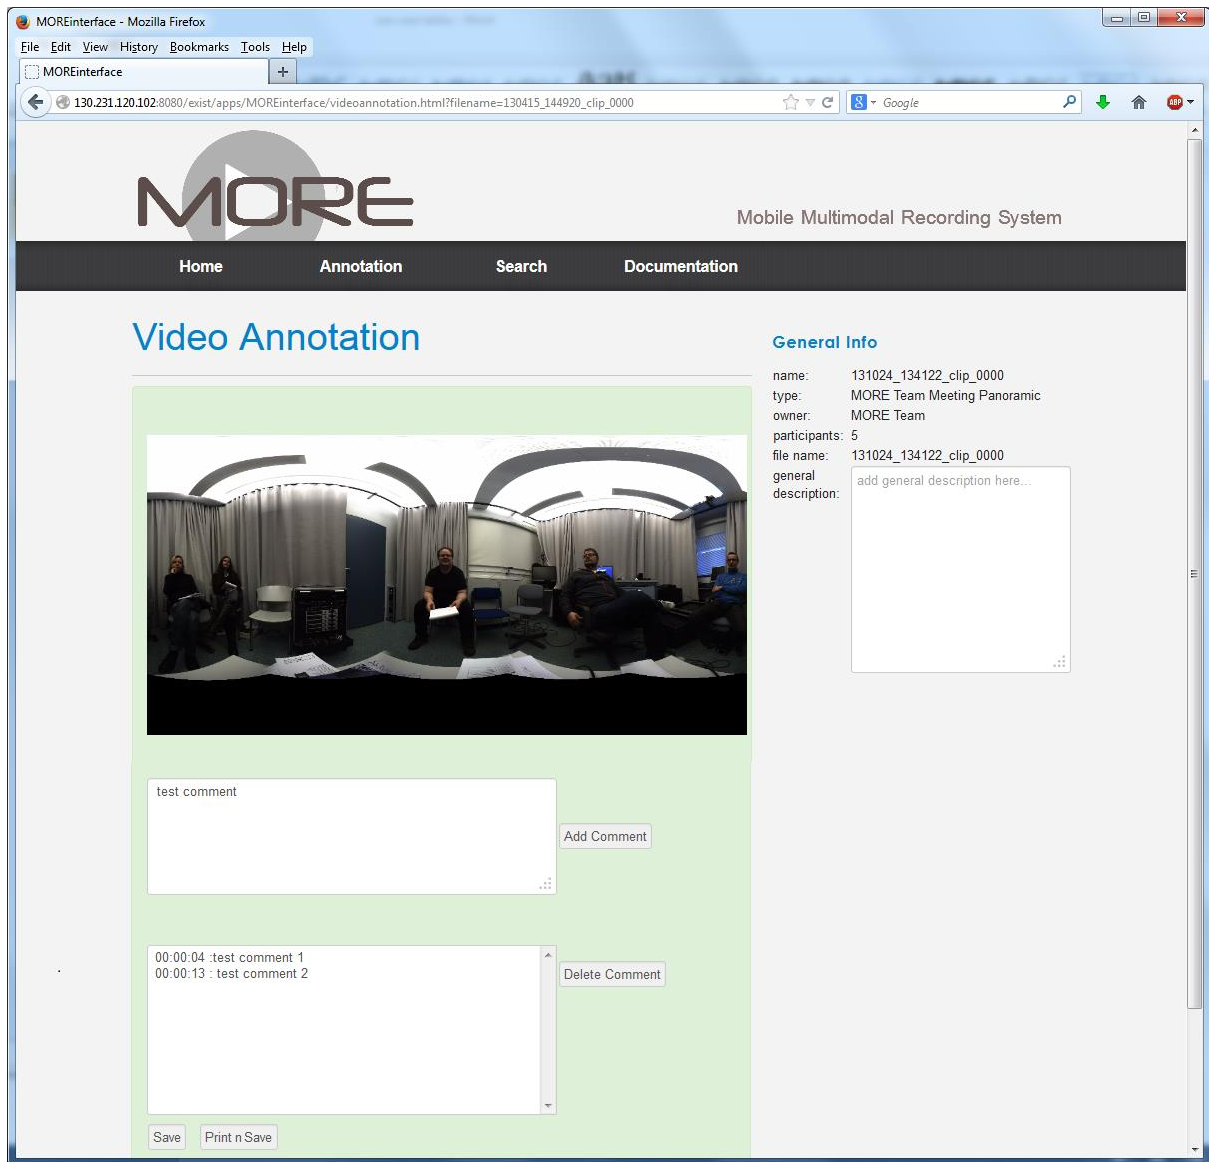 MOREinterface - Mozilla Firefox
File Edit View History Bookmarks Tools Help
MOREinterface
130.231.120.102:8080/exist/apps/MOREinterface/videoannotation.html?filename=130415_144920_clip_0000
8 Google
ABP
MORE
Mobile Multimodal Recording System
Home Annotation Search Documentation
Video Annotation
General Info
name: 131024_134122_clip_0000
type: MORE Team Meeting Panoramic
owner: MORE Team
participants: 5
file name: 131024_134122_clip_0000
general
description:
add general description here...
test comment
Add Comment
00:00:04 :test comment 1
00:00:13 : test comment 2
Delete Comment
Save Print n Save